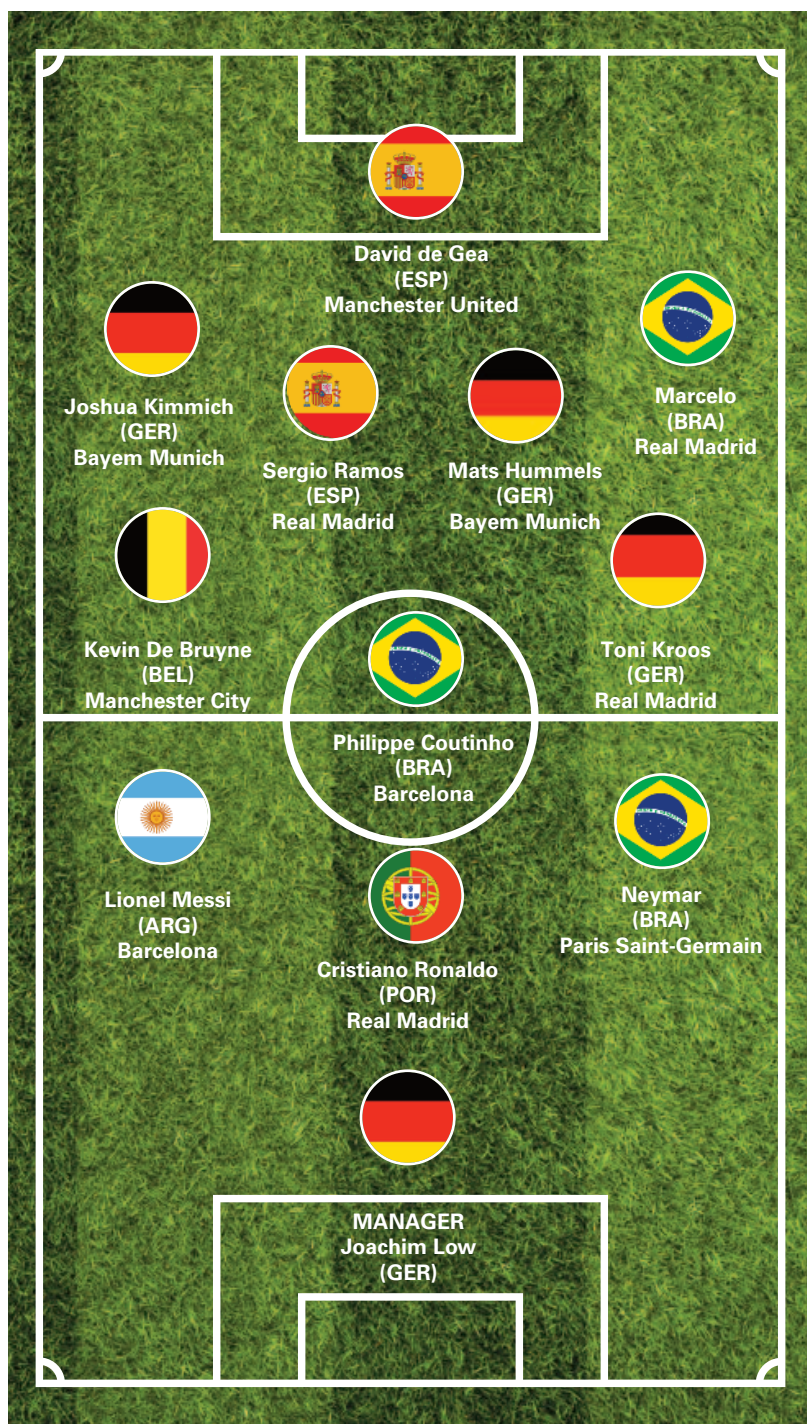 David de Gea
(ESP)
Manchester United
Joshua Kimmich
(GER)
Bayem Munich
Sergio Ramos
(ESP)
Real Madrid
Mats Hummels
(GER)
Bayem Munich
Marcelo
(BRA)
Real Madrid
Kevin De Bruyne
(BEL)
Manchester City
Philippe Coutinho
(BRA)
Barcelona
Toni Kroos
(GER)
Real Madrid
Lionel Messi
(ARG)
Barcelona
Cristiano Ronaldo
(POR)
Real Madrid
Neymar
(BRA)
Paris Saint-Germain
MANAGER
Joachim Low
(GER)